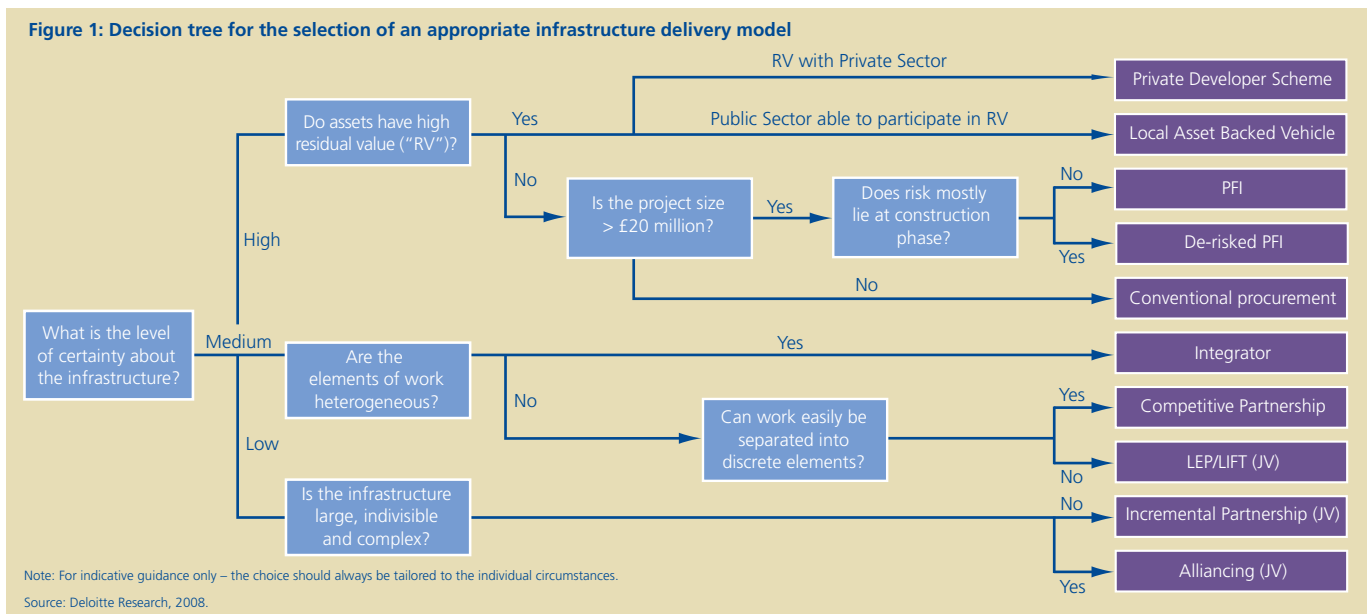 Figure 1: Decision tree for the selection of an appropriate infrastructure delivery model
RV with Private Sector
Private Developer Scheme
Do assets have high
residual value (“RV”)?
Yes
Public Sector able to participate in RV
Local Asset Backed Vehicle
No
Is the project size
> £20 million?
Yes
Does risk mostly
lie at construction
phase?
No
PFI
Yes
De-risked PFI
High
No
Conventional procurement
What is the level
of certainty about
the infrastructure?
Medium
Are the
elements of work
heterogeneous?
Yes
Integrator
No
Can work easily be
separated into
discrete elements?
Yes
Competitive Partnership
No
LEP/LIFT (JV)
Low
Is the infrastructure
large, indivisible
and complex?
No
Incremental Partnership (JV)
Yes
Alliancing (JV)
Note: For indicative guidance only – the choice should always be tailored to the individual circumstances.
Source: Deloitte Research, 2008.